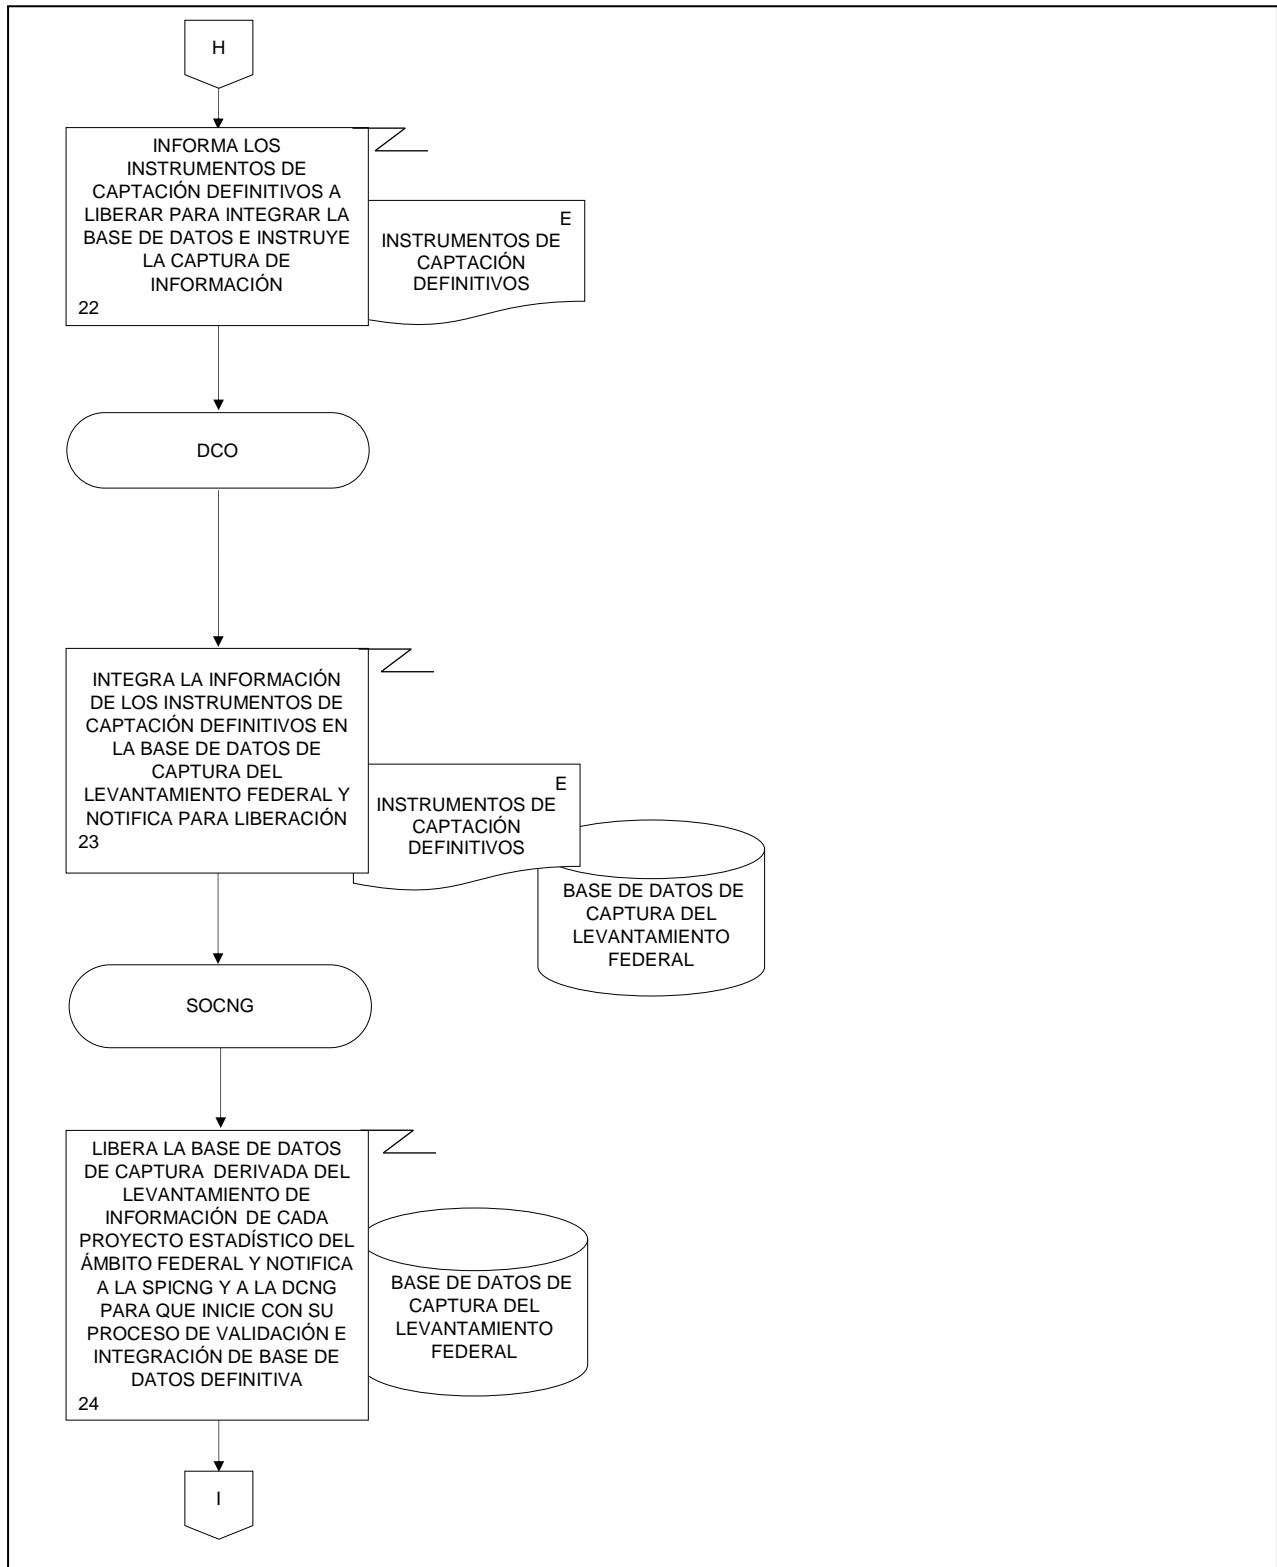 H
INFORMA LOS
INSTRUMENTOS DE
CAPTACIÓN DEFINITIVOS A
LIBERAR PARA INTEGRAR LA
BASE DE DATOS E INSTRUYE
LA CAPTURA DE
INFORMACIÓN
22
E
INSTRUMENTOS DE
CAPTACIÓN
DEFINITIVOS
DCO
INTEGRA LA INFORMACIÓN
DE LOS INSTRUMENTOS DE
CAPTACIÓN DEFINITIVOS EN
LA BASE DE DATOS DE
CAPTURA DEL
LEVANTAMIENTO FEDERAL Y
NOTIFICA PARA LIBERACIÓN
23
E
INSTRUMENTOS DE
CAPTACIÓN
DEFINITIVOS
BASE DE DATOS DE
CAPTURA DEL
LEVANTAMIENTO
FEDERAL
SOCNG
LIBERA LA BASE DE DATOS
DE CAPTURA DERIVADA DEL
LEVANTAMIENTO DE
INFORMACIÓN DE CADA
PROYECTO ESTADÍSTICO DEL
ÁMBITO FEDERAL Y NOTIFICA
A LA SPICNG Y A LA DCNG
PARA QUE INICIE CON SU
PROCESO DE VALIDACIÓN E
INTEGRACIÓN DE BASE DE
DATOS DEFINITIVA
24
BASE DE DATOS DE
CAPTURA DEL
LEVANTAMIENTO
FEDERAL
I